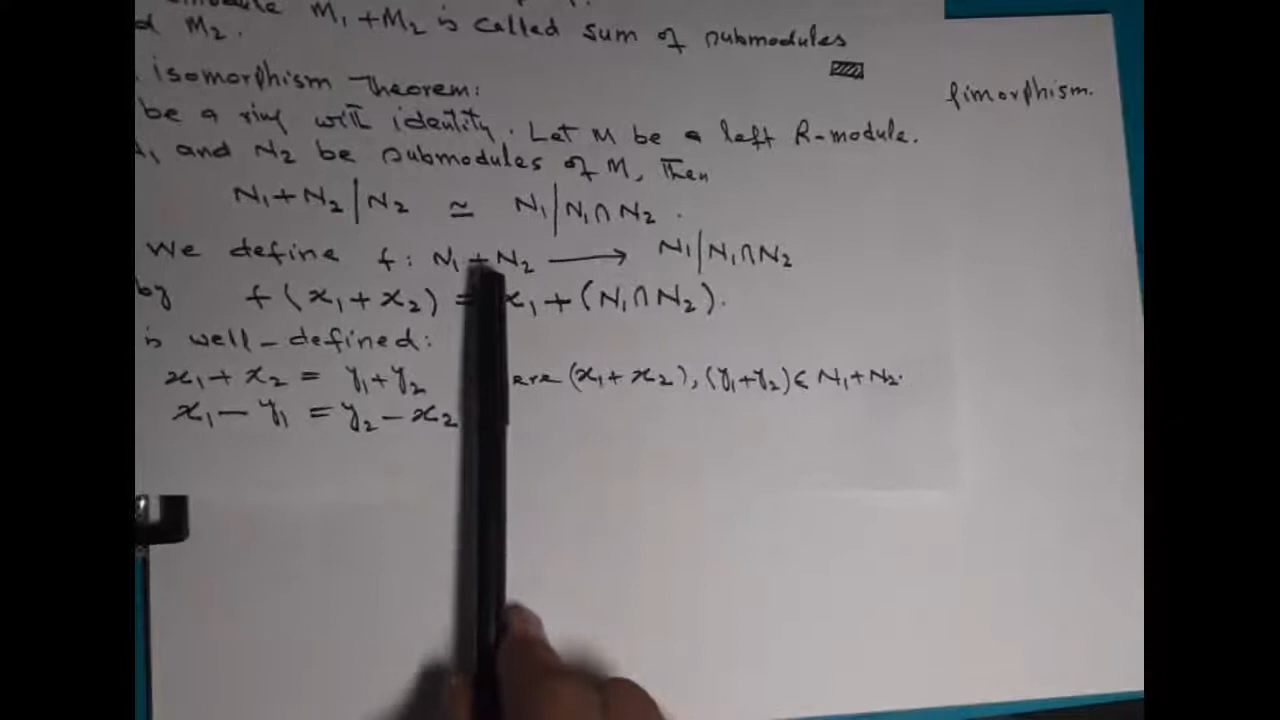 M₁ + M₂ is called sum of submodules
M₂.
isomorphism Theorem:
fimorphism.
be a ring with identity. Let M be a left R-module.
and N₂ be submodules of M, Then
N₁+N₂|N₂ ≃ N₁|N₁∩N₂.
We define f: N₁+N₂ ⟶ N₁|N₁∩N₂
by f(x₁+x₂) = x₁+(N₁∩N₂).
is well-defined:
x₁+x₂ = y₁+y₂ (x₁+x₂), (y₁+y₂) ∈ N₁+N₂.
x₁-y₁ = y₂-x₂